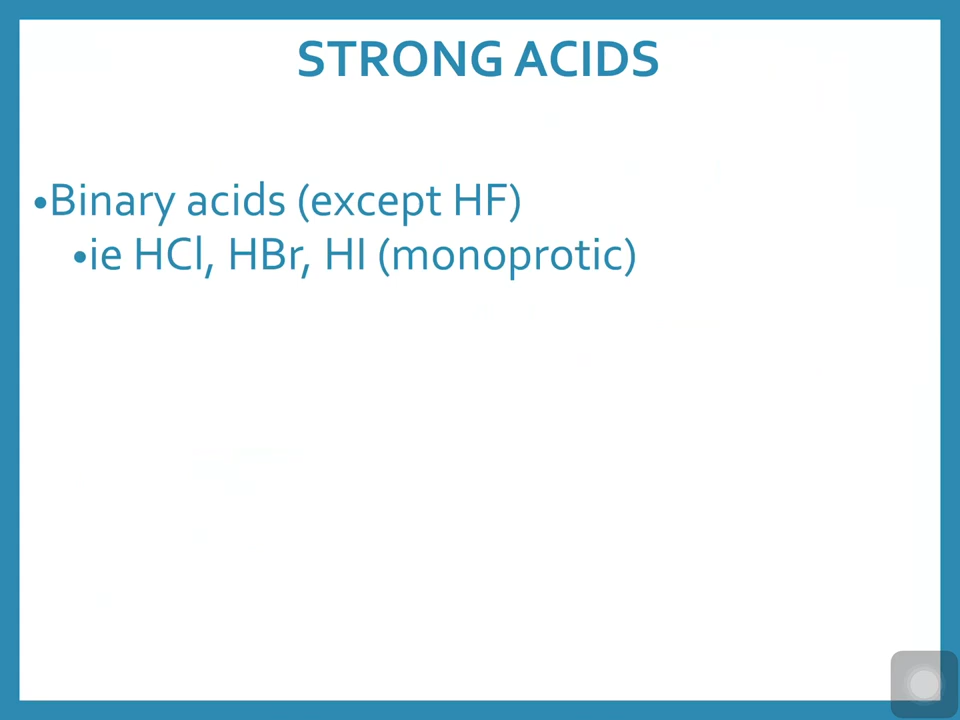 STRONG ACIDS
•Binary acids (except HF)
•ie HCl, HBr, HI (monoprotic)